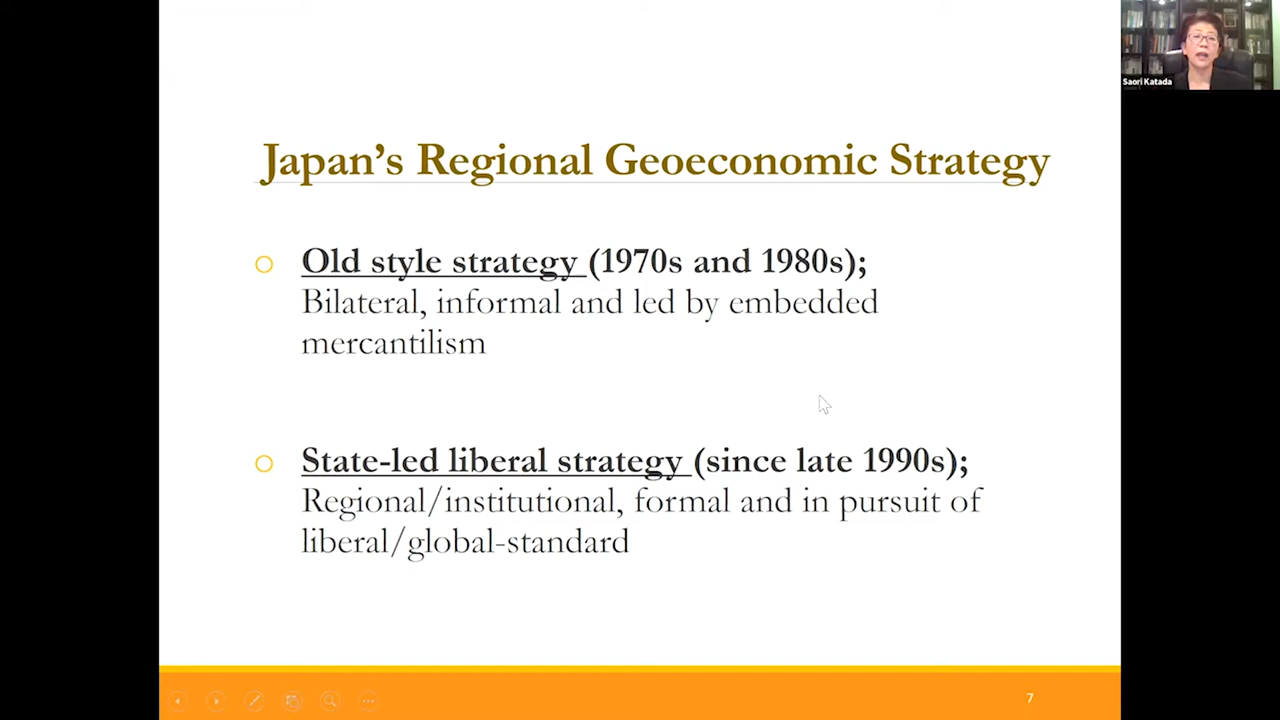 Saori Katada
Japan's Regional Geoeconomic Strategy
Old style strategy (1970s and 1980s);
Bilateral, informal and led by embedded
mercantilism
State-led liberal strategy (since late 1990s);
Regional/institutional, formal and in pursuit of
liberal/global-standard
7